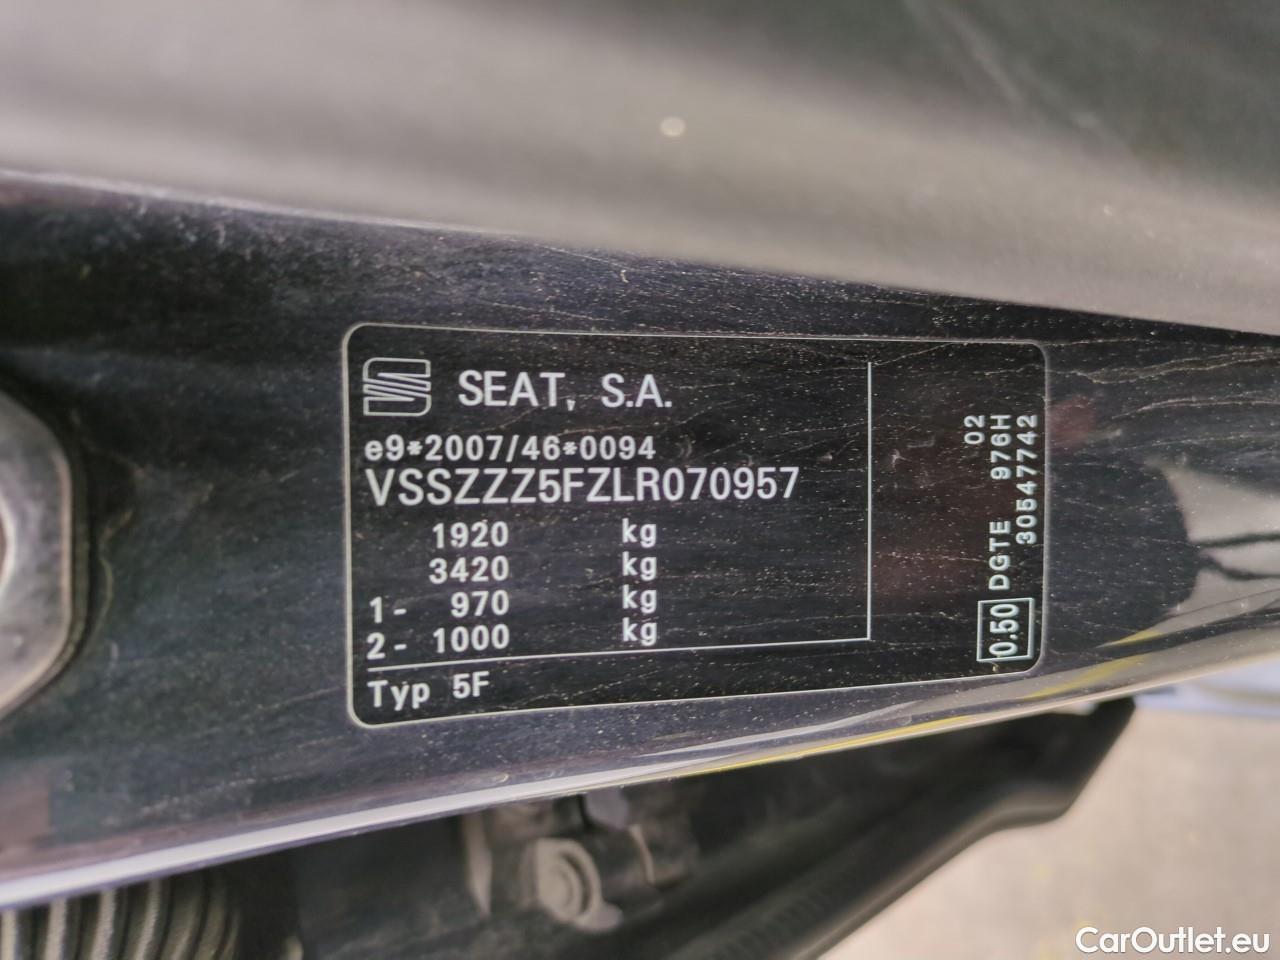 SEAT, S.A.
e9*2007/46*0094
VSSZZZ5FZLR070957
1920 kg
3420 kg
1- 970 kg
2- 1000 kg
Typ 5F
02
DGTE 976H
30547742
0.50
CarOutlet.eu